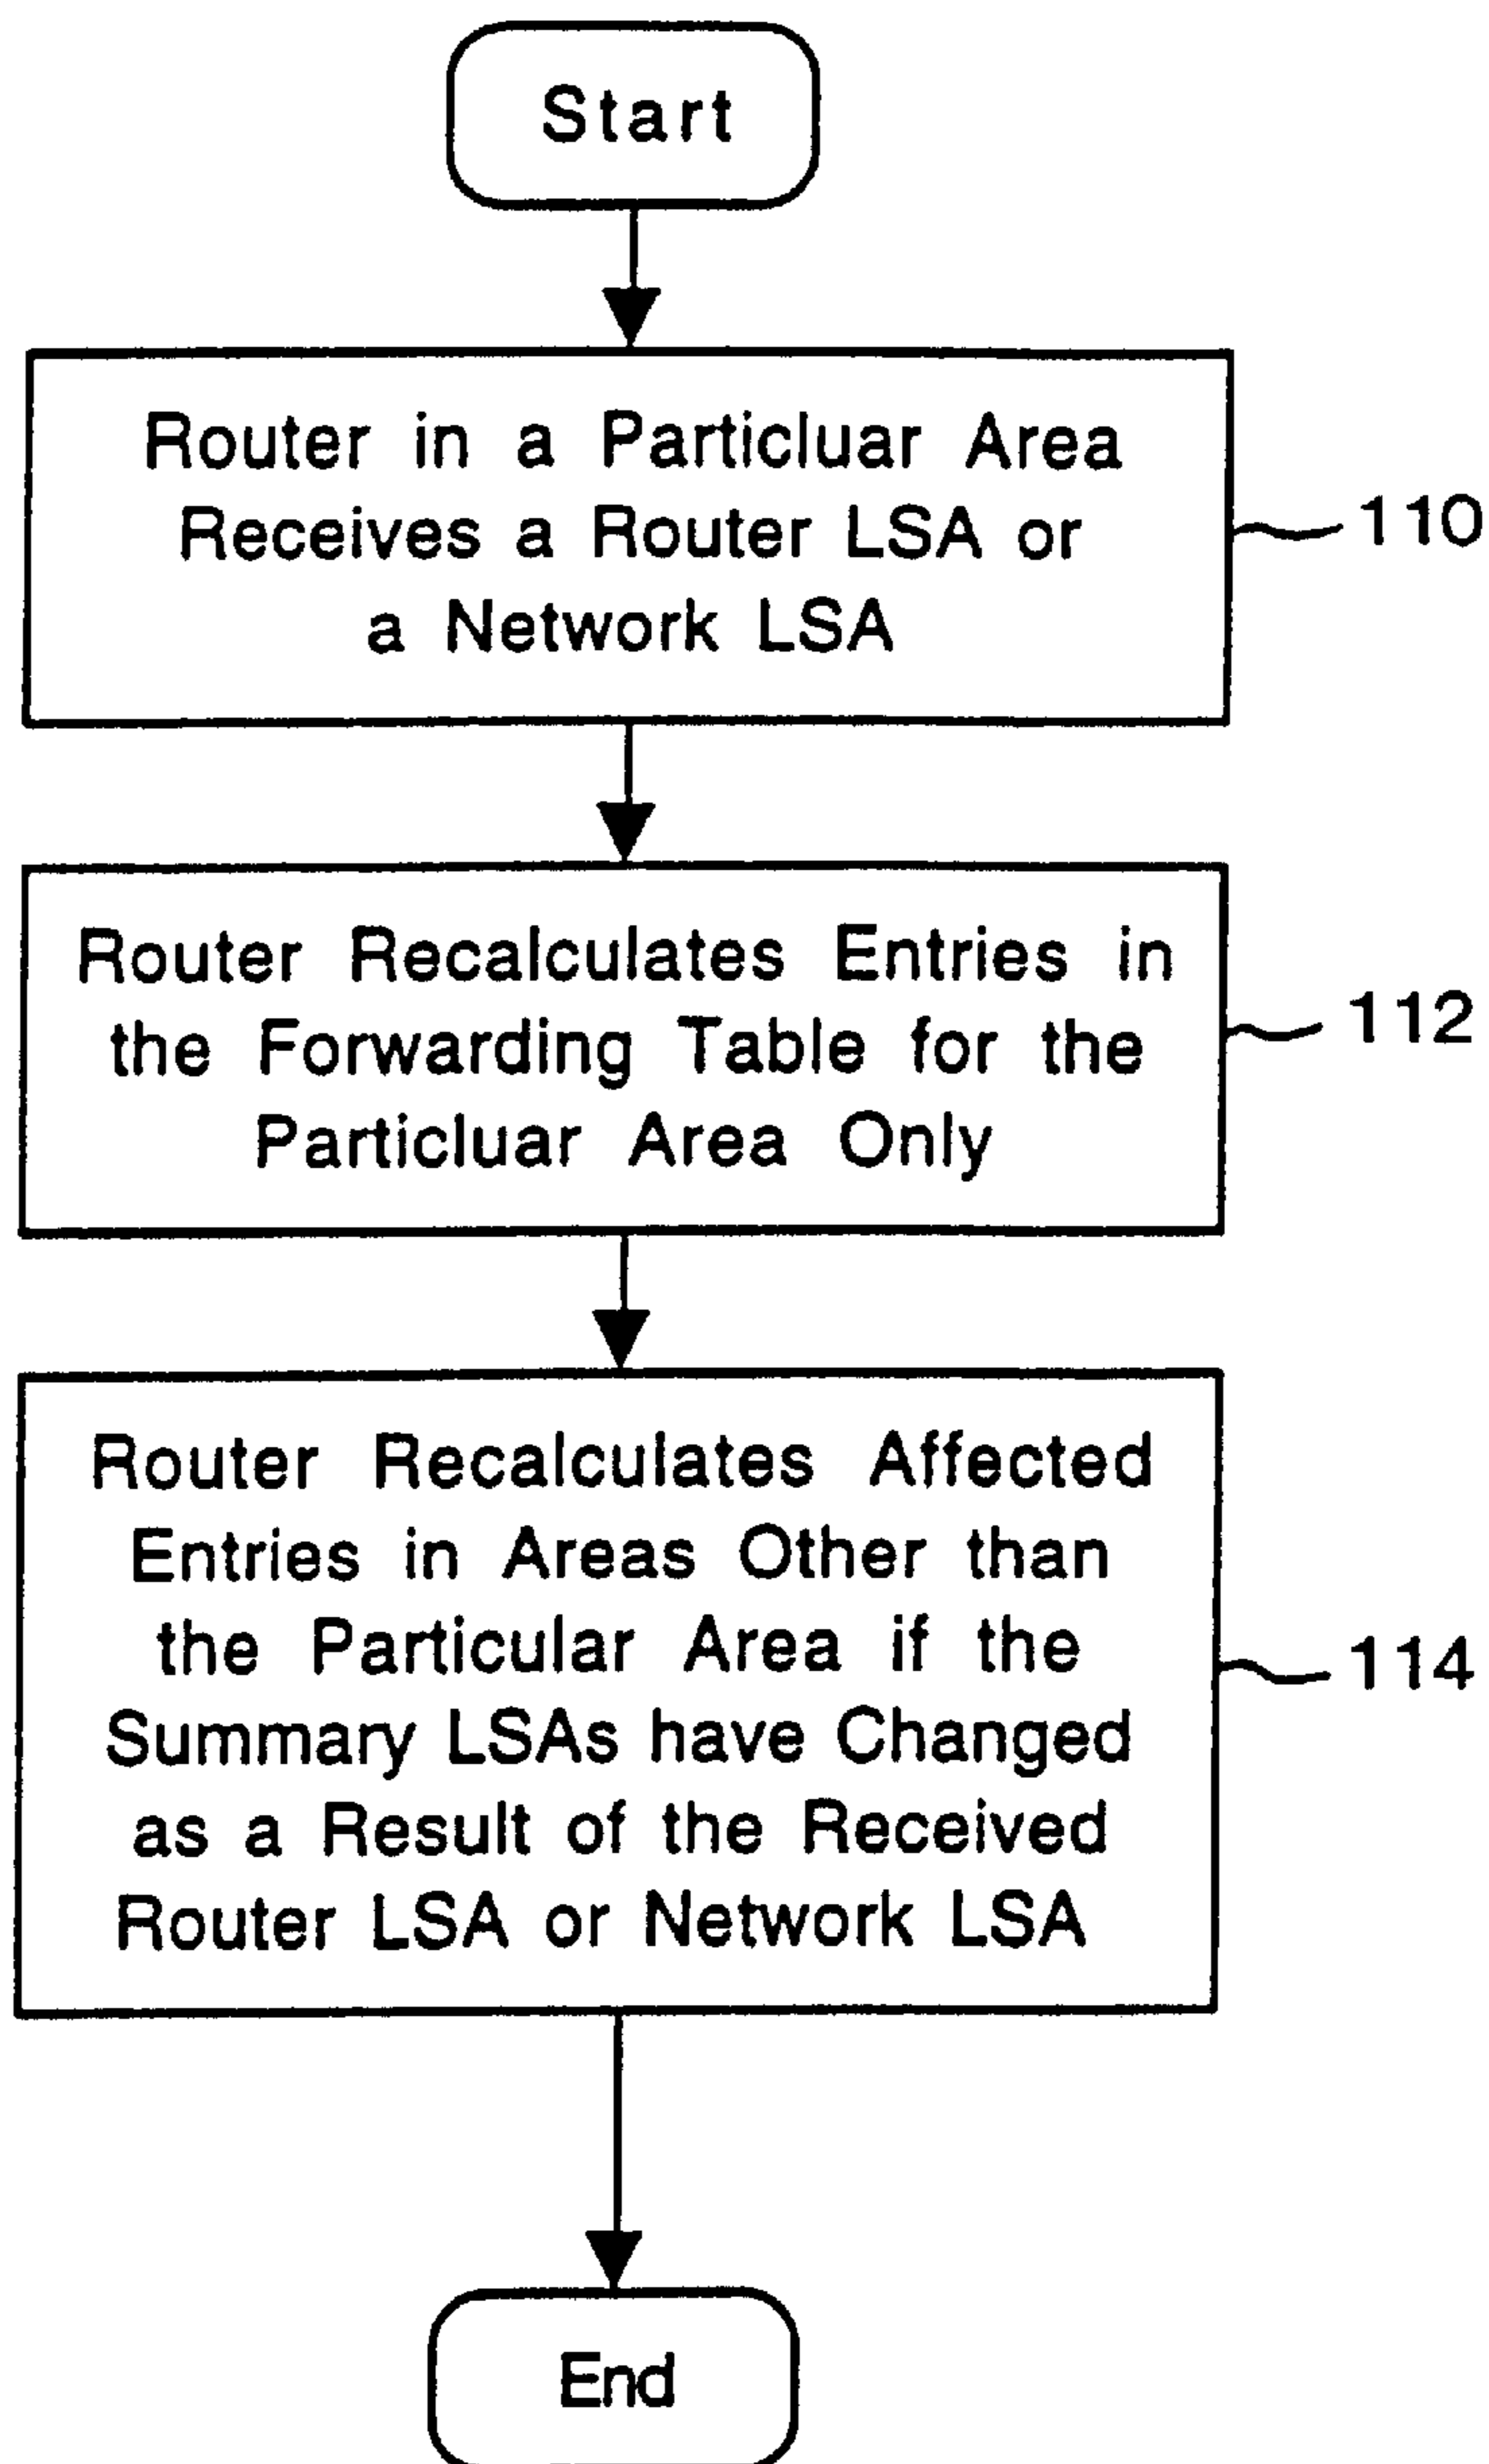 Start
Router in a Particluar Area
Receives a Router LSA or
a Network LSA
110
Router Recalculates Entries in
the Forwarding Table for the
Particluar Area Only
112
Router Recalculates Affected
Entries in Areas Other than
the Particular Area if the
Summary LSAs have Changed
as a Result of the Received
Router LSA or Network LSA
114
End